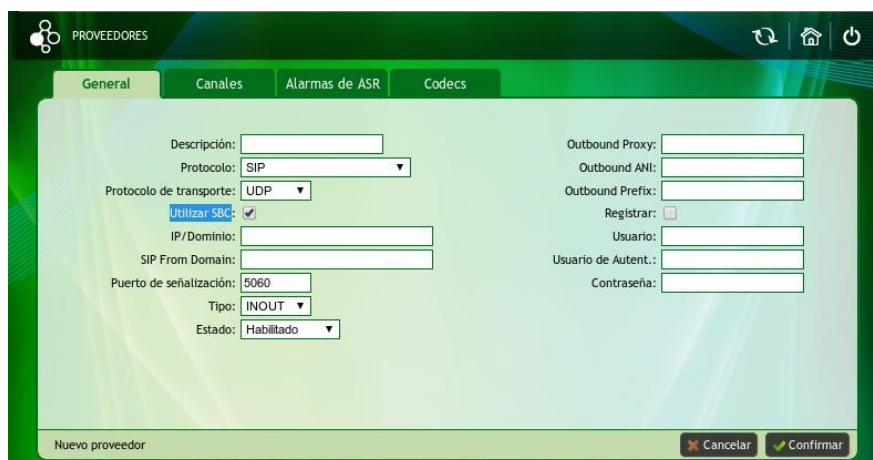 PROVEEDORES
General
Canales
Alarmas de ASR
Codecs
Descripción:
Protocolo: SIP
Protocolo de transporte: UDP
Utilizar SBC:
IP/Dominio:
SIP From Domain:
Puerto de señalización: 5060
Tipo: INOUT
Estado: Habilitado
Outbound Proxy:
Outbound ANI:
Outbound Prefix:
Registrar:
Usuario:
Usuario de Autent.:
Contraseña:
Nuevo proveedor
Cancelar
Confirmar